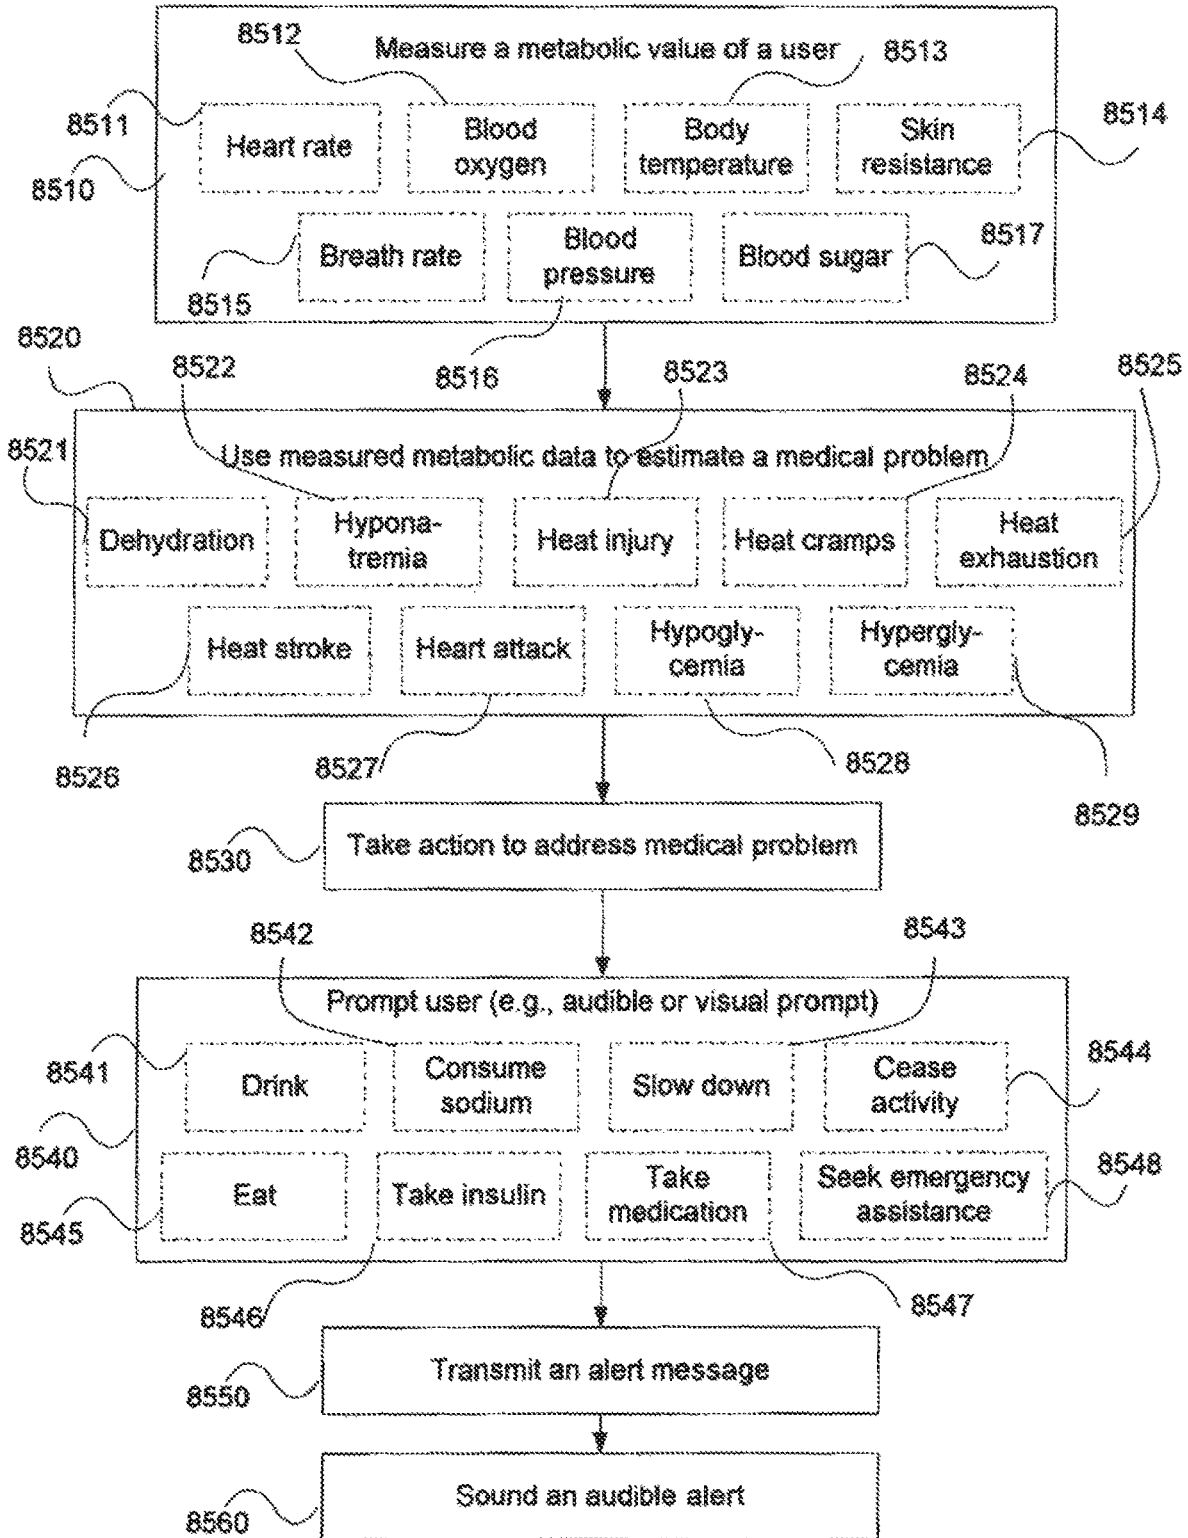 8512
Measure a metabolic value of a user
8513
8511
8514
Heart rate
Blood
oxygen
Body
temperature
Skin
resistance
8510
Breath rate
Blood
pressure
Blood sugar
8517
8515
8516
8520
8522
8523
8524
8525
8521
Use measured metabolic data to estimate a medical problem
Dehydration
Hypona-
tremia
Heat injury
Heat cramps
Heat
exhaustion
Heat stroke
Heart attack
Hypogly-
cemia
Hypergly-
cemia
8526
8527
8528
8529
8530
Take action to address medical problem
8542
8543
Prompt user (e.g., audible or visual prompt)
8541
Drink
Consume
sodium
Slow down
Cease
activity
8544
8540
Eat
Take insulin
Take
medication
Seek emergency
assistance
8548
8545
8546
8547
Transmit an alert message
8550
Sound an audible alert
8560